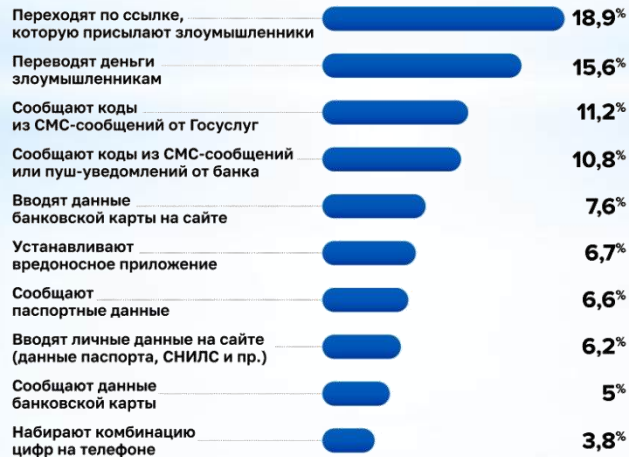 Переходят по ссылке,
которую присылают злоумышленники
18,9%
Переводят деньги
злоумышленникам
15,6%
Сообщают коды
из СМС-сообщений от Госуслуг
11,2%
Сообщают коды из СМС-сообщений
или пуш-уведомлений от банка
10,8%
Вводят данные
банковской карты на сайте
7,6%
Устанавливают
вредоносное приложение
6,7%
Сообщают
паспортные данные
6,6%
Вводят личные данные на сайте
(данные паспорта, СНИЛС и пр.)
6,2%
Сообщают данные
банковской карты
5%
Набирают комбинацию
цифр на телефоне
3,8%